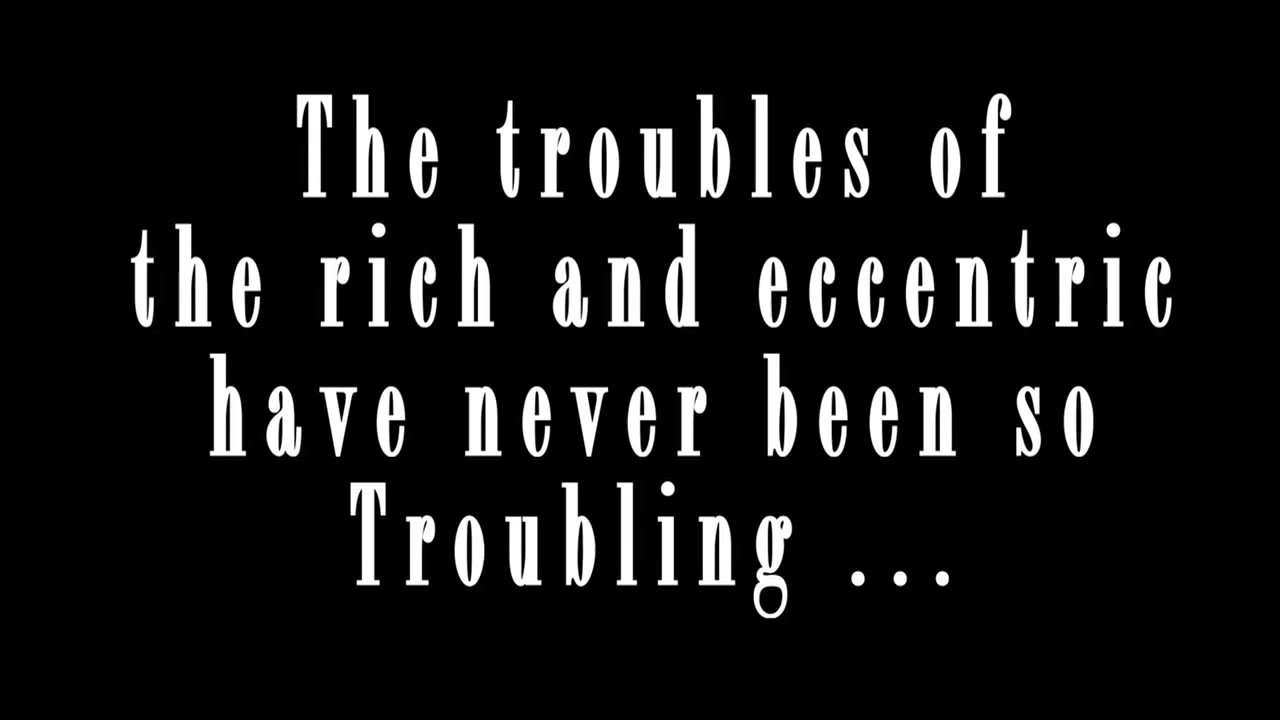 The troubles of
the rich and eccentric
have never been so
Troubling ...